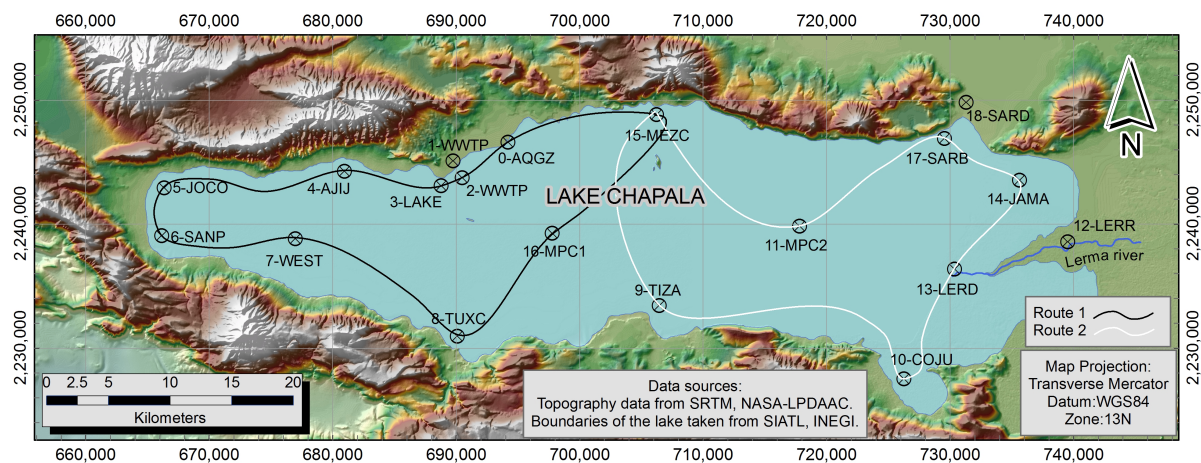 660,000 670,000 680,000 690,000 700,000 710,000 720,000 730,000 740,000
2,250,000
2,240,000
2,230,000
2,250,000
2,240,000
2,230,000
18-SARD
15-MEZC
1-WWTP
0-AQGZ
17-SARB
5-JOCO
4-AJIJ
3-LAKE
2-WWTP
LAKE CHAPALA
14-JAMA
6-SANP
7-WEST
16-MPC1
11-MPC2
12-LERR
Lerma river
9-TIZA
13-LERD
8-TUXC
10-COJU
N
Route 1
Route 2
0 2.5 5 10 15 20
Kilometers
Data sources:
Topography data from SRTM, NASA-LPDAAC.
Boundaries of the lake taken from SIATL, INEGI.
Map Projection:
Transverse Mercator
Datum:WGS84
Zone:13N
660,000 670,000 680,000 690,000 700,000 710,000 720,000 730,000 740,000